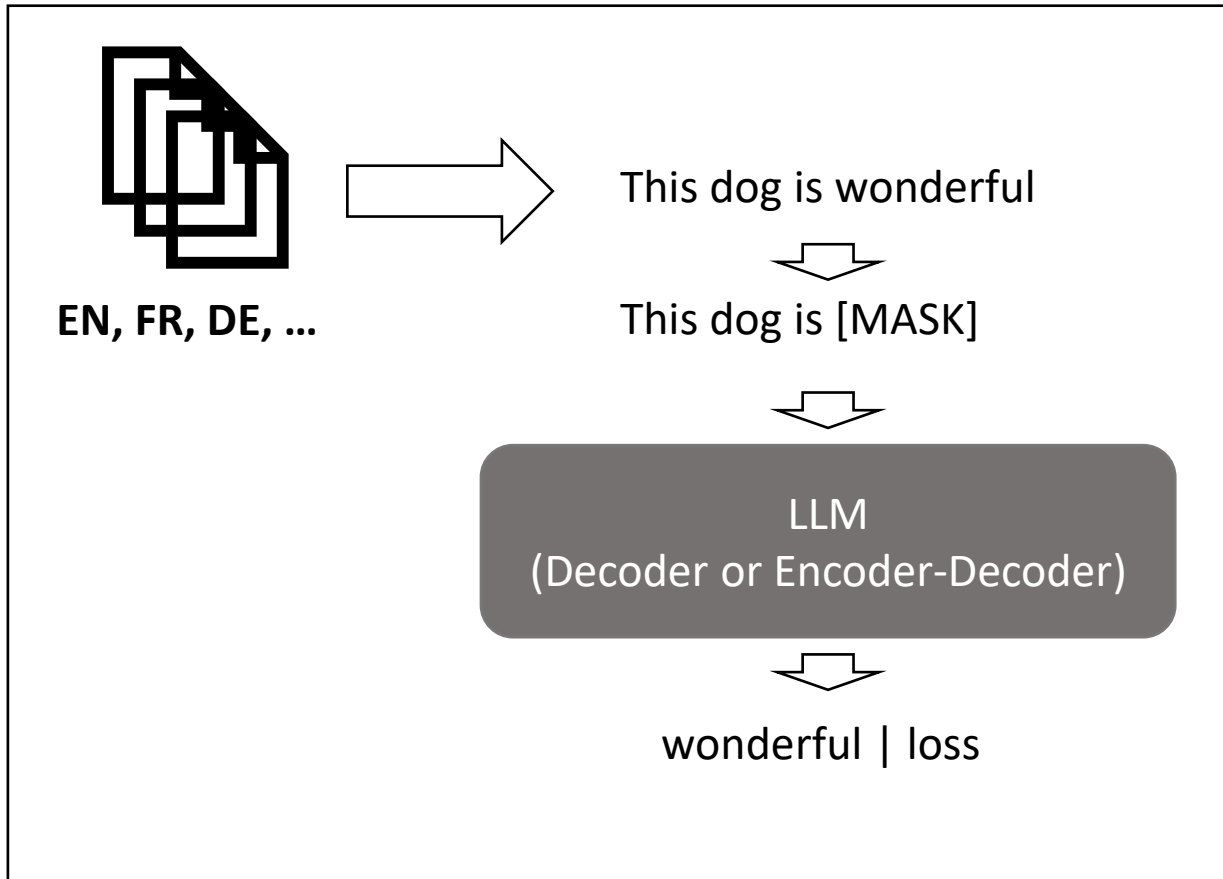 This dog is wonderful
EN, FR, DE, ...
This dog is [MASK]
LLM
(Decoder or Encoder-Decoder)
wonderful | loss